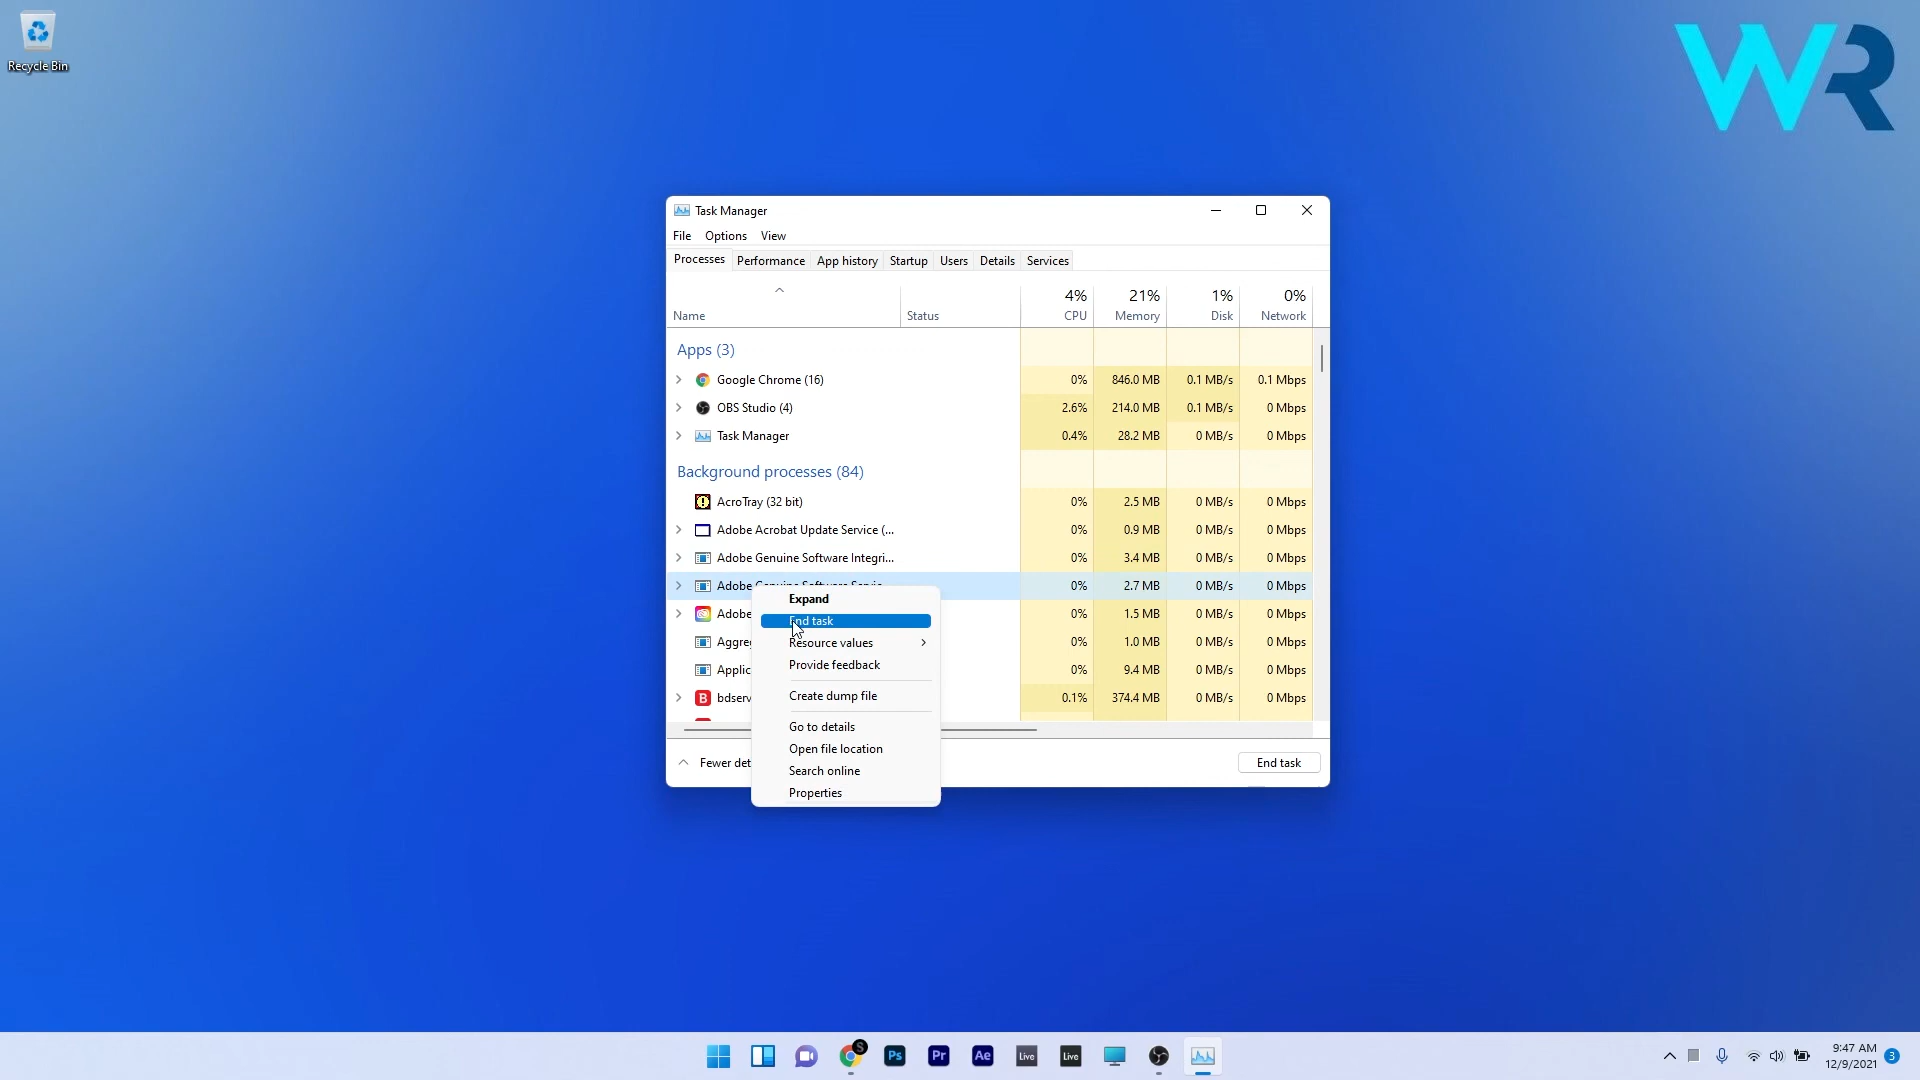 Recycle Bin
WR
Task Manager
File Options View
Processes Performance App history Startup Users Details Services
4% 21% 1% 0%
Name Status CPU Memory Disk Network
Apps (3)
Google Chrome (16) 0% 846.0 MB 0.1 MB/s 0.1 Mbps
OBS Studio (4) 2.6% 214.0 MB 0.1 MB/s 0 Mbps
Task Manager 0.4% 28.2 MB 0 MB/s 0 Mbps
Background processes (84)
AcroTray (32 bit) 0% 2.5 MB 0 MB/s 0 Mbps
Adobe Acrobat Update Service (... 0% 0.9 MB 0 MB/s 0 Mbps
Adobe Genuine Software Integri... 0% 3.4 MB 0 MB/s 0 Mbps
Adobe Genuine Software Servic... 0% 2.7 MB 0 MB/s 0 Mbps
Adobe 0% 1.5 MB 0 MB/s 0 Mbps
Aggre 0% 1.0 MB 0 MB/s 0 Mbps
Applic 0% 9.4 MB 0 MB/s 0 Mbps
B bdserv 0.1% 374.4 MB 0 MB/s 0 Mbps
Expand
End task
Resource values
Provide feedback
Create dump file
Go to details
Open file location
Search online
Properties
Fewer det End task
S Ps Pr Ae Live Live
9:47 AM
12/9/2021 3